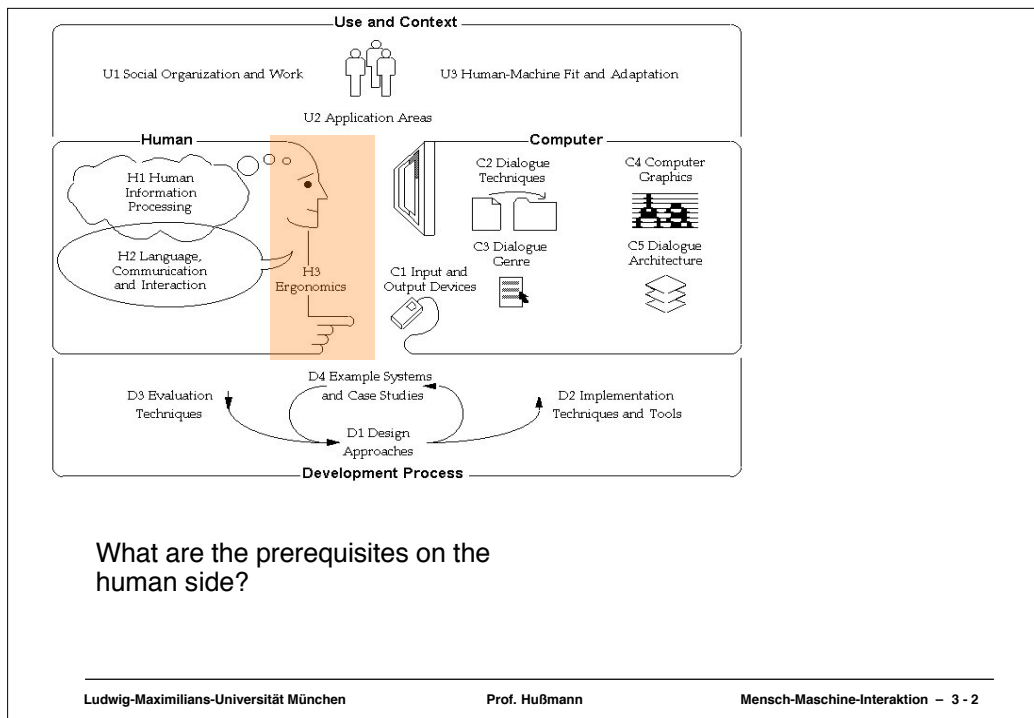 Use and Context
U1 Social Organization and Work
U3 Human-Machine Fit and Adaptation
U2 Application Areas
Human
Computer
H1 Human
Information
Processing
H2 Language,
Communication
and Interaction
H3
Ergonomics
C2 Dialogue
Techniques
C4 Computer
Graphics
Aa
C3 Dialogue
Genre
C5 Dialogue
Architecture
C1 Input and
Output Devices
D4 Example Systems
and Case Studies
D3 Evaluation
Techniques
D2 Implementation
Techniques and Tools
D1 Design
Approaches
Development Process
What are the prerequisites on the
human side?
Ludwig-Maximilians-Universität München Prof. Hußmann Mensch-Maschine-Interaktion – 3 - 2